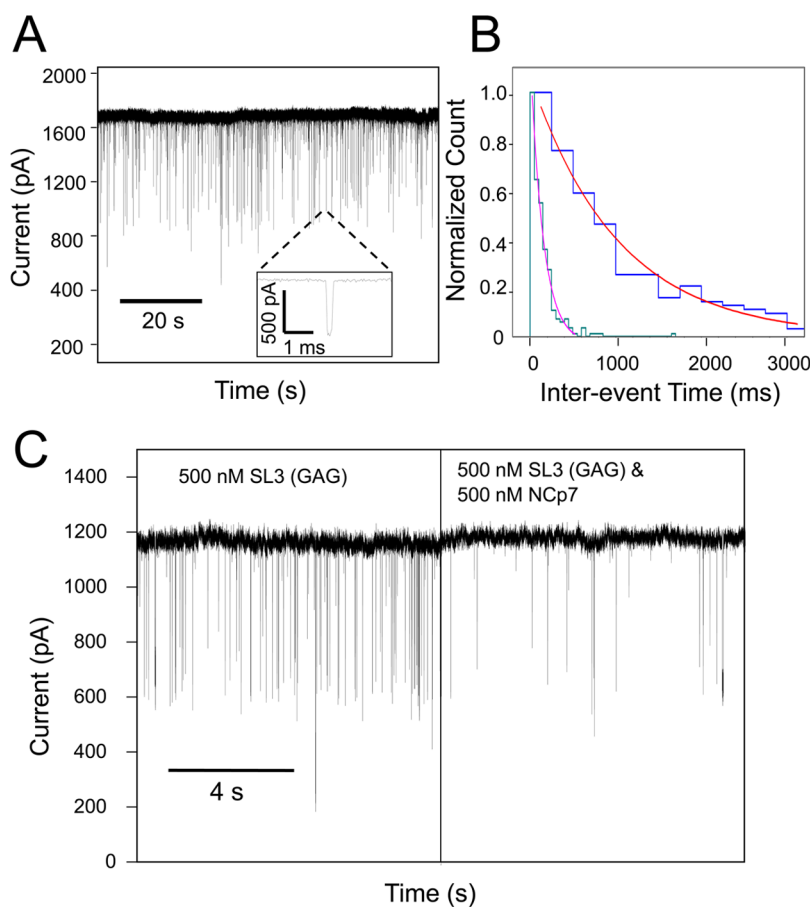 A
2000
1600
1200
800
400
200
Current (pA)
20 s
500 pA
1 ms
Time (s)
B
1.0
0.8
0.6
0.4
0.2
0
Normalized Count
0 1000 2000 3000
Inter-event Time (ms)
C
1400
1200
1000
800
600
400
200
0
Current (pA)
500 nM SL3 (GAG)
500 nM SL3 (GAG) &
500 nM NCp7
4 s
Time (s)